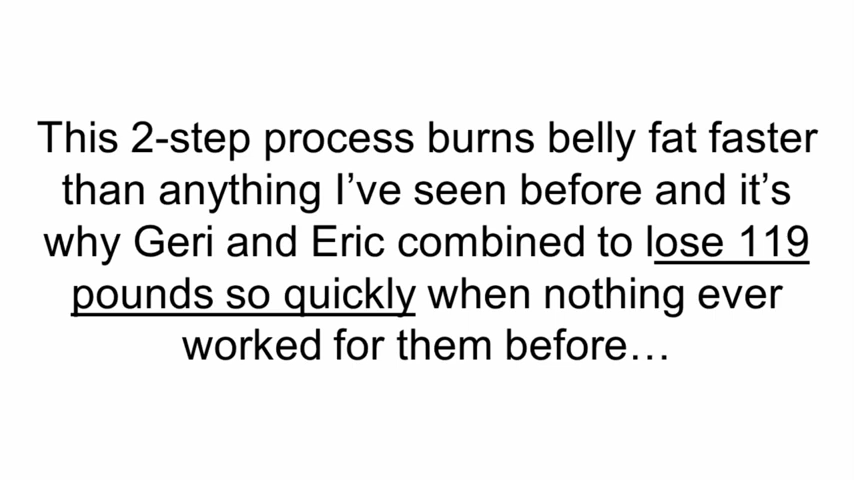 This 2-step process burns belly fat faster
than anything I’ve seen before and it’s
why Geri and Eric combined to lose 119
pounds so quickly when nothing ever
worked for them before…